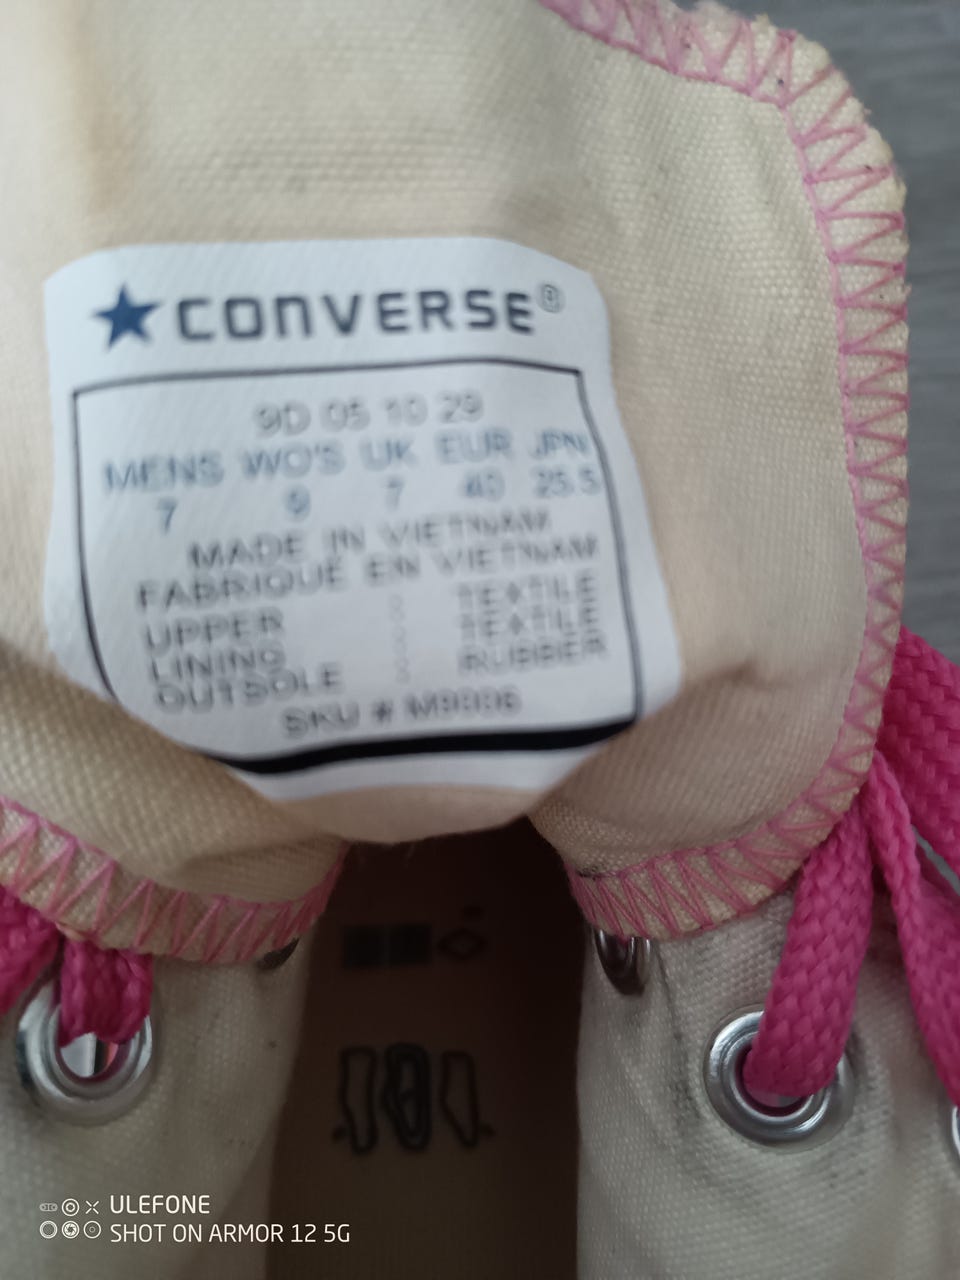 CONVERSE®
9D 05 10 29
MENS WO'S UK EUR JPN
7 9 7 40 25.5
MADE IN VIETNAM
FABRIQUÉ EN VIETNAM
UPPER : TEXTILE
LINING : TEXTILE
OUTSOLE : RUBBER
SKU #
ULEFONE
SHOT ON ARMOR 12 5G